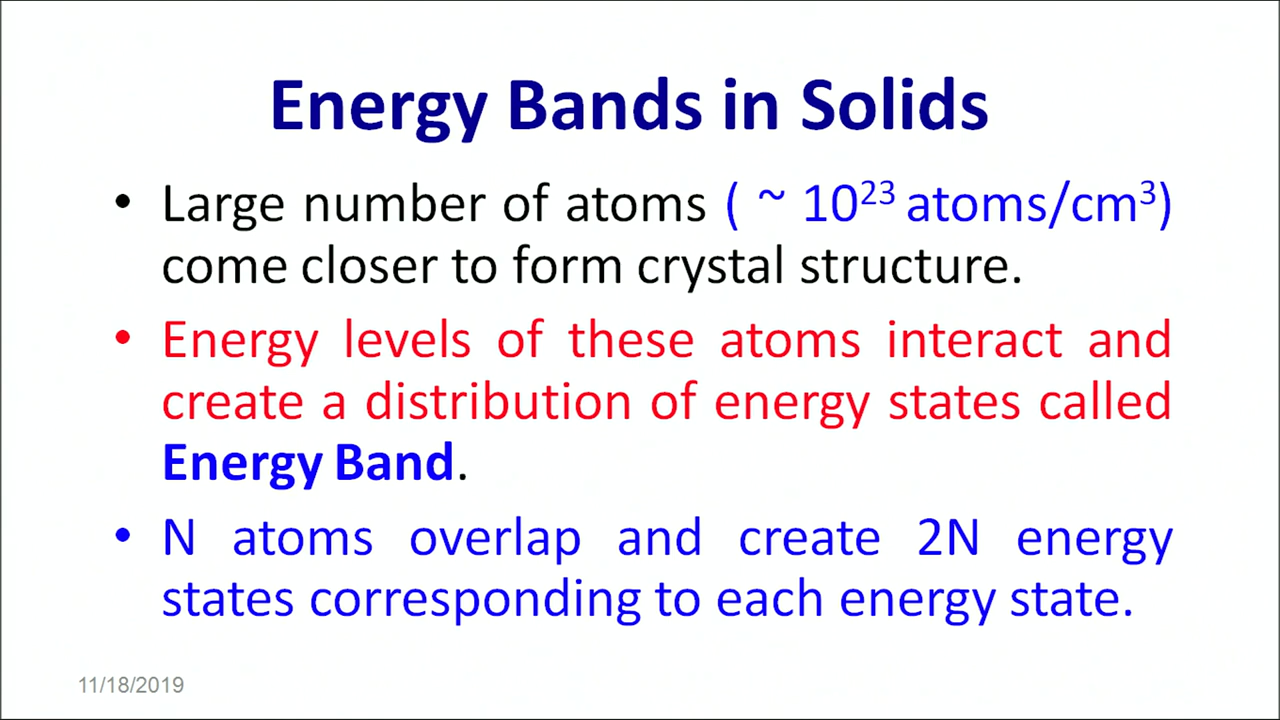 Energy Bands in Solids
• Large number of atoms ( ~ 10²³ atoms/cm³)
come closer to form crystal structure.
• Energy levels of these atoms interact and
create a distribution of energy states called
Energy Band.
• N atoms overlap and create 2N energy
states corresponding to each energy state.
11/18/2019